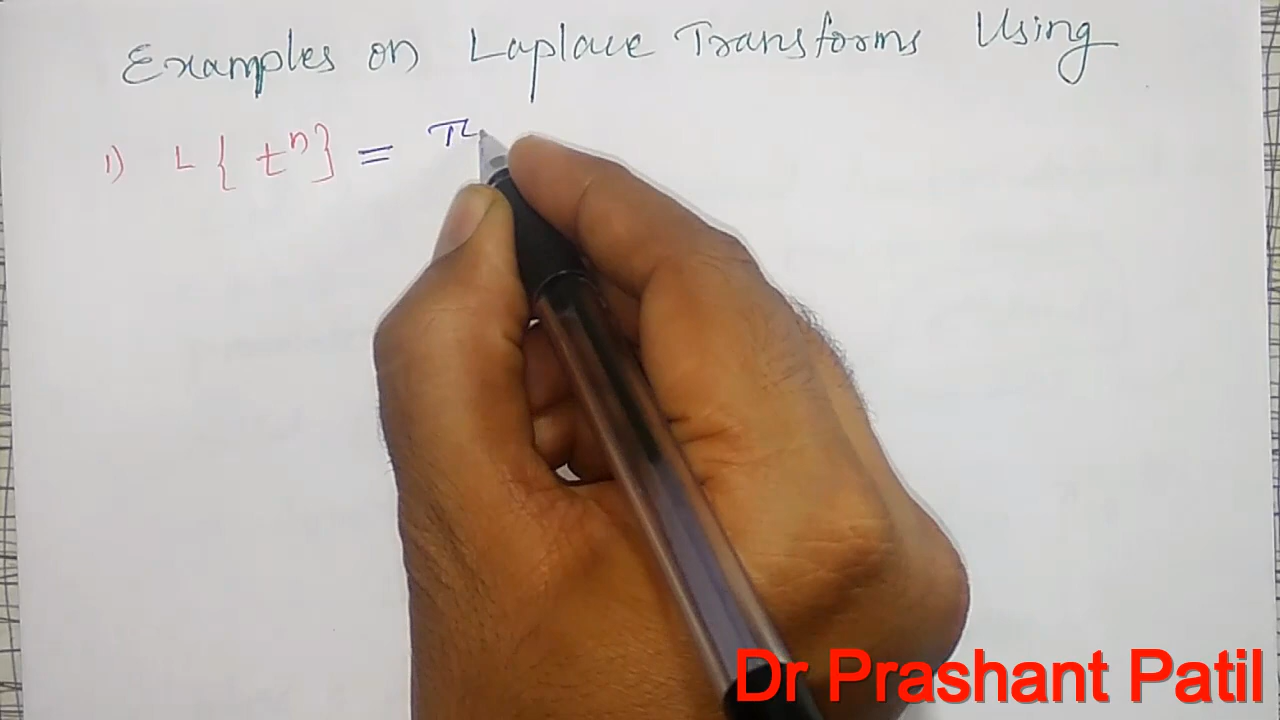 Examples on Laplace Transforms Using
1) L{ t^n } =
Dr Prashant Patil